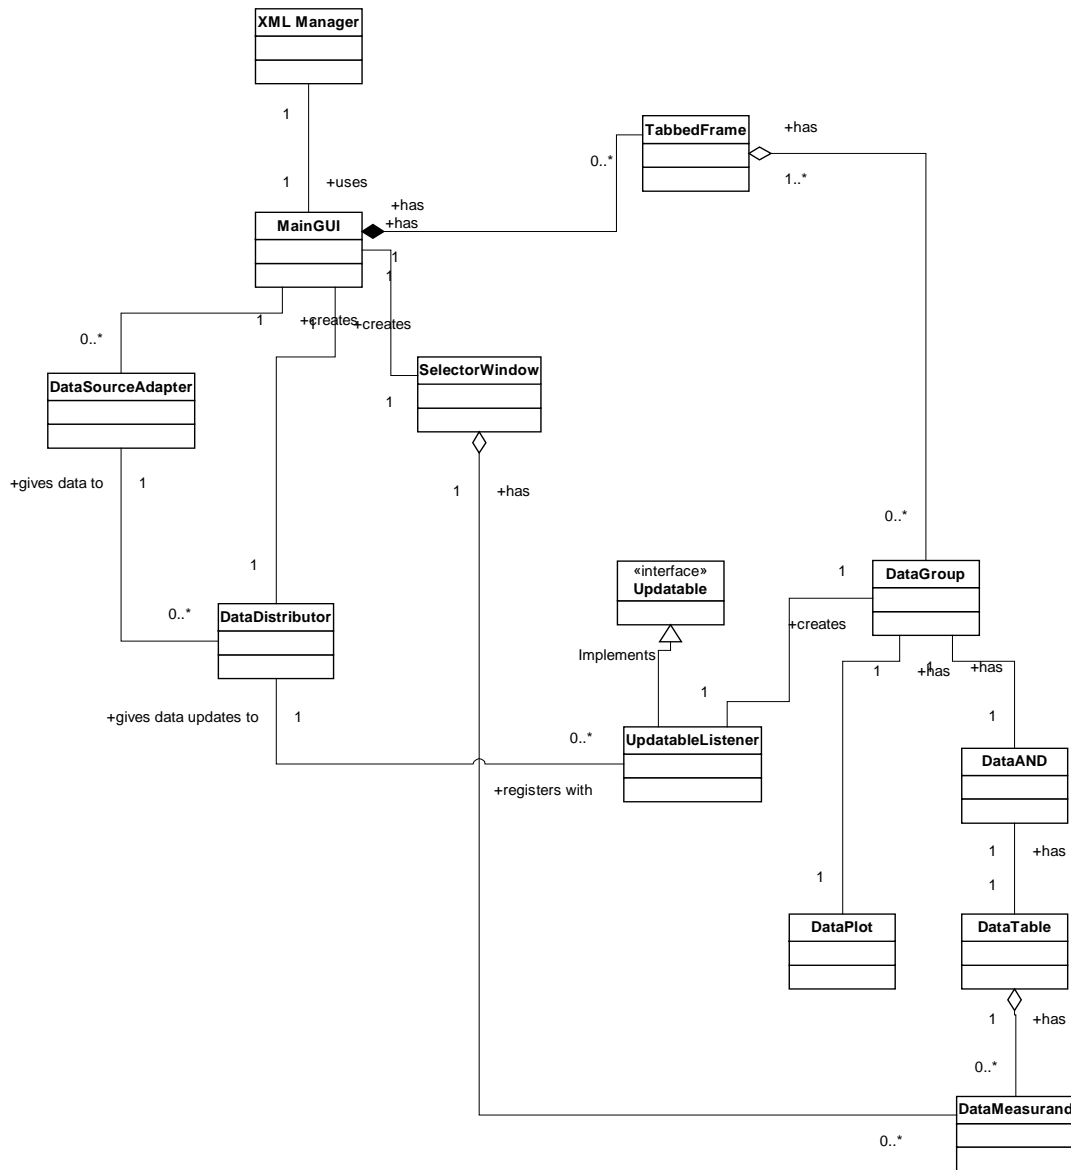 XML Manager
1
TabbedFrame
+has
0..*
1..*
1
+uses
+has
+has
MainGUI
1
1
1
+creates
1
+creates
0..*
SelectorWindow
DataSourceAdapter
1
+gives data to
1
1
+has
0..*
1
«interface»
Updatable
1
DataGroup
0..*
DataDistributor
+creates
Implements
1
+has
1
+has
1
+gives data updates to
1
1
0..*
UpdatableListener
DataAND
+registers with
1
+has
1
1
DataPlot
DataTable
1
+has
0..*
DataMeasurand
0..*